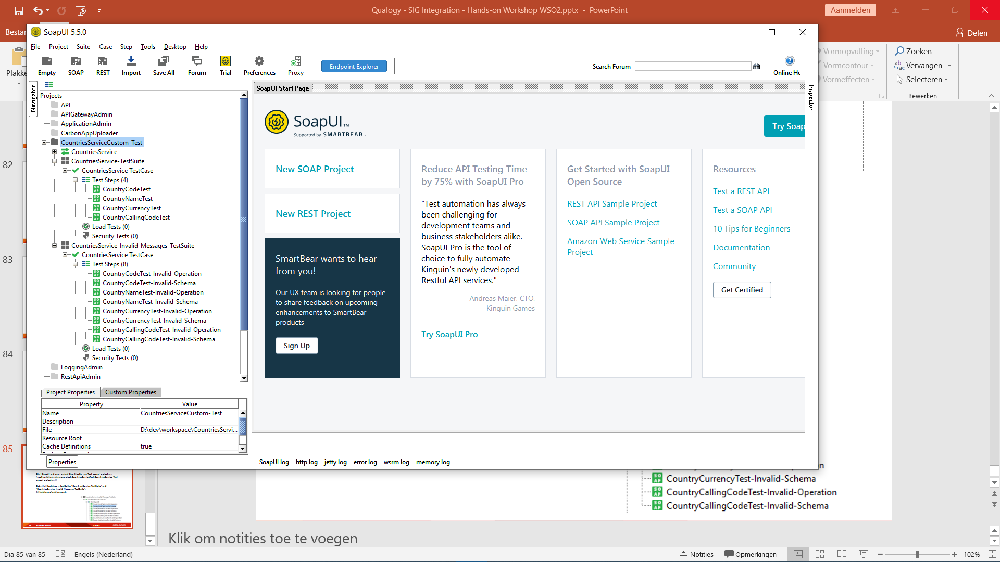 Qualogy - SIG Integration - Hands-on Workshop WSO2.pptx - PowerPoint
Aanmelden
Bestan
Delen
Plakke
Vormopvulling
Vormcontour
Vormeffecten
Zoeken
Vervangen
Selecteren
Bewerken
SoapUI 5.5.0
File Project Suite Case Step Tools Desktop Help
Empty SOAP REST Import Save All Forum Trial Preferences Proxy
Endpoint Explorer
Search Forum
Online He
Navigator
Inspector
Projects
API
APIGatewayAdmin
ApplicationAdmin
CarbonAppUploader
CountriesServiceCustom-Test
CountriesService
CountriesService-TestSuite
CountriesService TestCase
Test Steps (4)
CountryCodeTest
CountryNameTest
CountryCurrencyTest
CountryCallingCodeTest
Load Tests (0)
Security Tests (0)
CountriesService-Invalid-Messages-TestSuite
CountriesService TestCase
Test Steps (8)
CountryCodeTest-Invalid-Operation
CountryCodeTest-Invalid-Schema
CountryNameTest-Invalid-Operation
CountryNameTest-Invalid-Schema
CountryCurrencyTest-Invalid-Operation
CountryCurrencyTest-Invalid-Schema
CountryCallingCodeTest-Invalid-Operation
CountryCallingCodeTest-Invalid-Schema
Load Tests (0)
Security Tests (0)
LoggingAdmin
RestApiAdmin
Project Properties Custom Properties
Property Value
Name CountriesServiceCustom-Test
Description
File D:\dev\workspace\CountriesServi...
Resource Root
Cache Definitions true
Properties
SoapUI Start Page
SoapUI™
Supported by SMARTBEAR™
Try Soap
New SOAP Project
New REST Project
SmartBear wants to hear
from you!
Our UX team is looking for people
to share feedback on upcoming
enhancements to SmartBear
products
Sign Up
Reduce API Testing Time
by 75% with SoapUI Pro
"Test automation has always
been challenging for
development teams and
business stakeholders alike.
SoapUI Pro is the tool of
choice to fully automate
Kinguin's newly developed
Restful API services."
- Andreas Maier, CTO,
Kinguin Games
Try SoapUI Pro
Get Started with SoapUI
Open Source
REST API Sample Project
SOAP API Sample Project
Amazon Web Service Sample
Project
Resources
Test a REST API
Test a SOAP API
10 Tips for Beginners
Documentation
Community
Get Certified
SoapUI log http log jetty log error log wsrm log memory log
82
83
84
85
QUALOGY
on
CountryCurrencyTest-Invalid-Schema
CountryCallingCodeTest-Invalid-Operation
CountryCallingCodeTest-Invalid-Schema
Klik om notities toe te voegen
Dia 85 van 85 Engels (Nederland) Notities Opmerkingen 102%